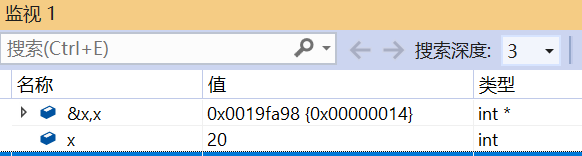 监视 1
搜索(Ctrl+E) 搜索深度: 3
名称 值 类型
&x,x 0x0019fa98 {0x00000014} int *
x 20 int